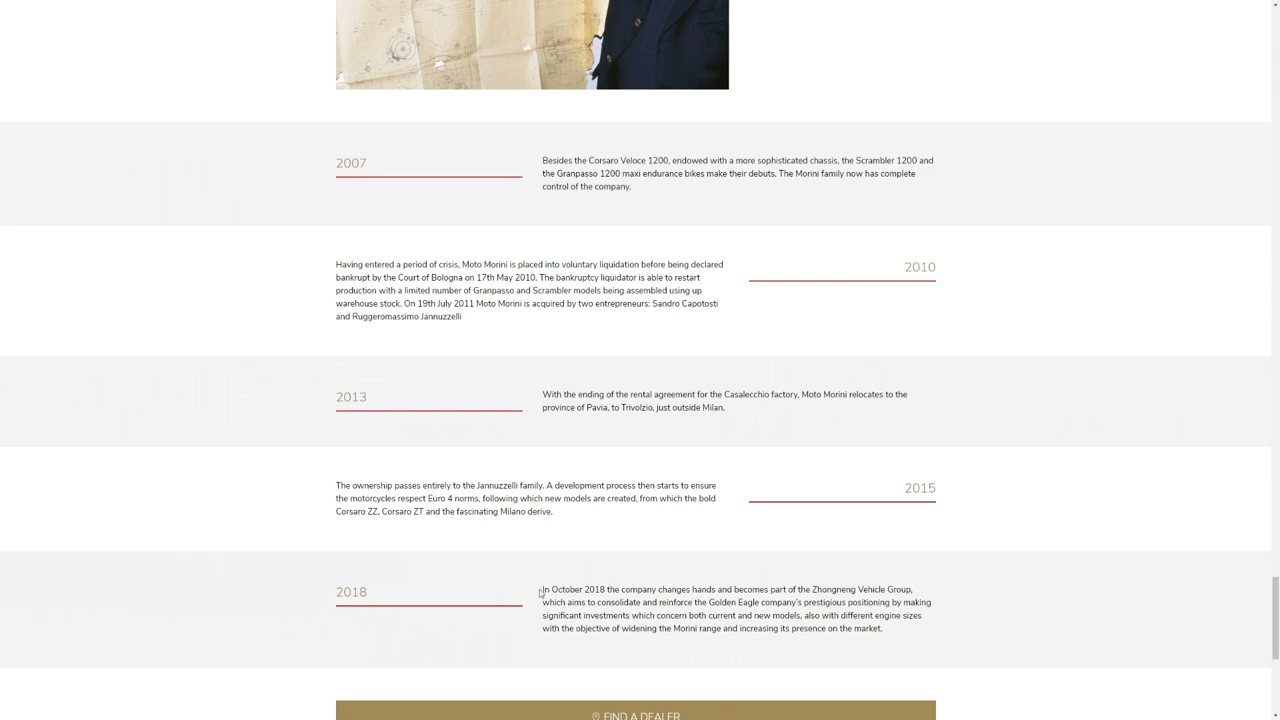 2007
Besides the Corsaro Veloce 1200, endowed with a more sophisticated chassis, the Scrambler 1200 and
the Granpasso 1200 maxi endurance bikes make their debuts. The Morini family now has complete
control of the company.
Having entered a period of crisis, Moto Morini is placed into voluntary liquidation before being declared
bankrupt by the Court of Bologna on 17th May 2010. The bankruptcy liquidator is able to restart
production with a limited number of Granpasso and Scrambler models being assembled using up
warehouse stock. On 19th July 2011 Moto Morini is acquired by two entrepreneurs: Sandro Capotosti
and Ruggeromassimo Jannuzzelli
2010
2013
With the ending of the rental agreement for the Casalecchio factory, Moto Morini relocates to the
province of Pavia, to Trivolzio, just outside Milan.
The ownership passes entirely to the Jannuzzelli family. A development process then starts to ensure
the motorcycles respect Euro 4 norms, following which new models are created, from which the bold
Corsaro ZZ, Corsaro ZT and the fascinating Milano derive.
2015
2018
In October 2018 the company changes hands and becomes part of the Zhongneng Vehicle Group,
which aims to consolidate and reinforce the Golden Eagle company's prestigious positioning by making
significant investments which concern both current and new models, also with different engine sizes
with the objective of widening the Morini range and increasing its presence on the market.
FIND A DEALER